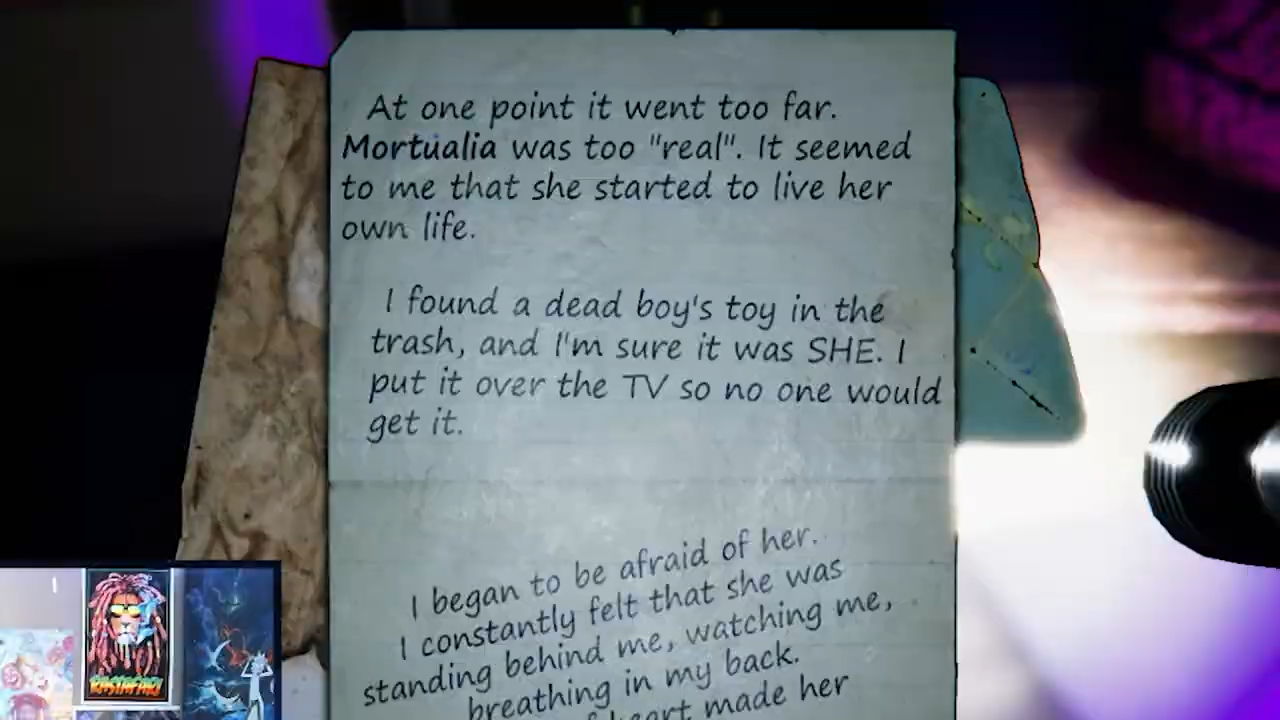 At one point it went too far.
Mortualia was too "real". It seemed
to me that she started to live her
own life.
I found a dead boy's toy in the
trash, and I'm sure it was SHE. I
put it over the TV so no one would
get it.
I began to be afraid of her.
I constantly felt that she was
standing behind me, watching me,
breathing in my back.
heart made her
RASTAFARI